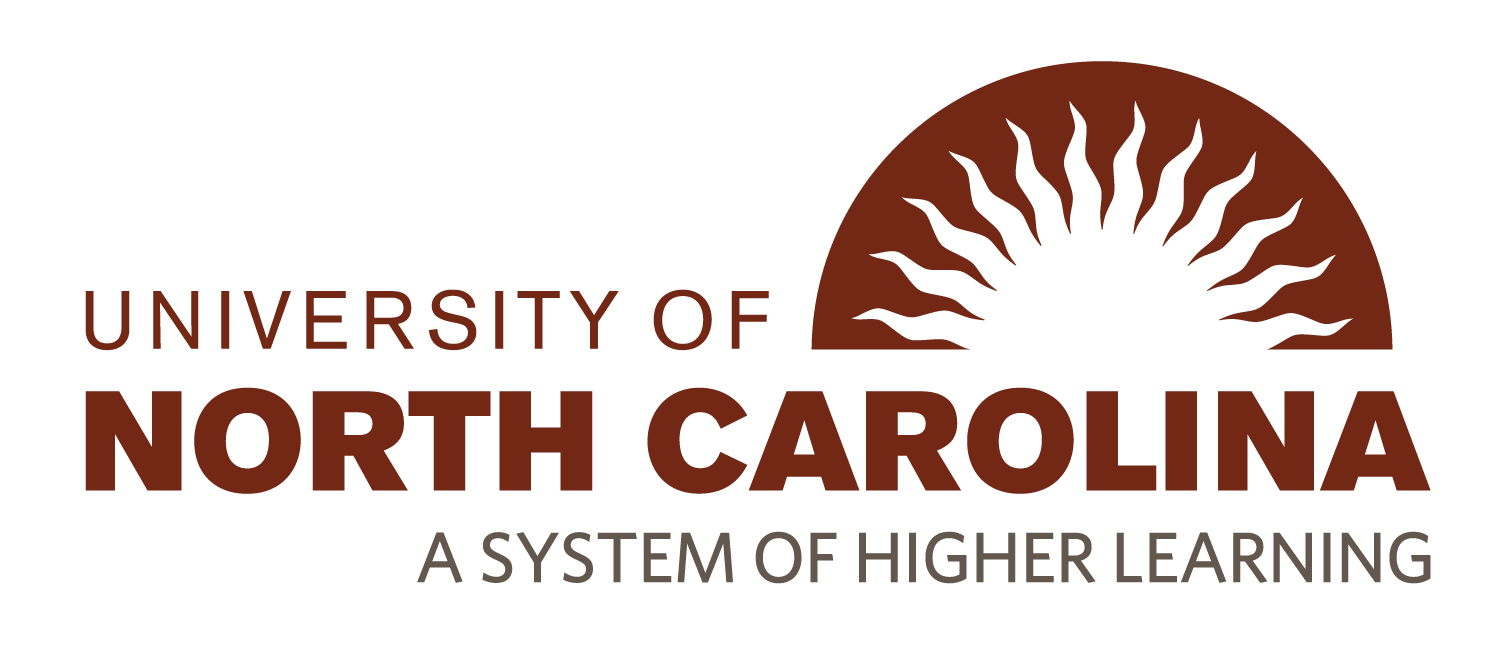 UNIVERSITY OF
NORTH CAROLINA
A SYSTEM OF HIGHER LEARNING